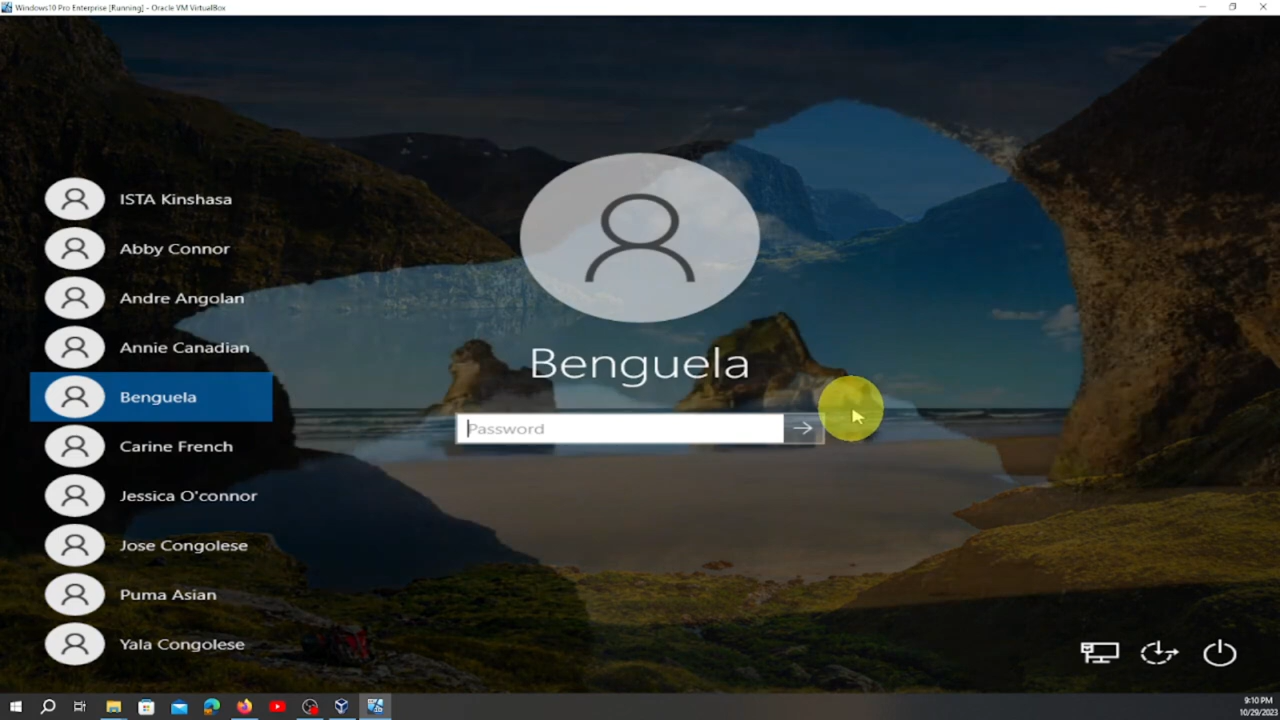 Windows10 Pro Enterprise [Running] - Oracle VM VirtualBox
ISTA Kinshasa
Abby Connor
Andre Angolan
Annie Canadian
Benguela
Carine French
Jessica O'connor
Jose Congolese
Puma Asian
Yala Congolese
Benguela
Password
9:10 PM
10/29/2023